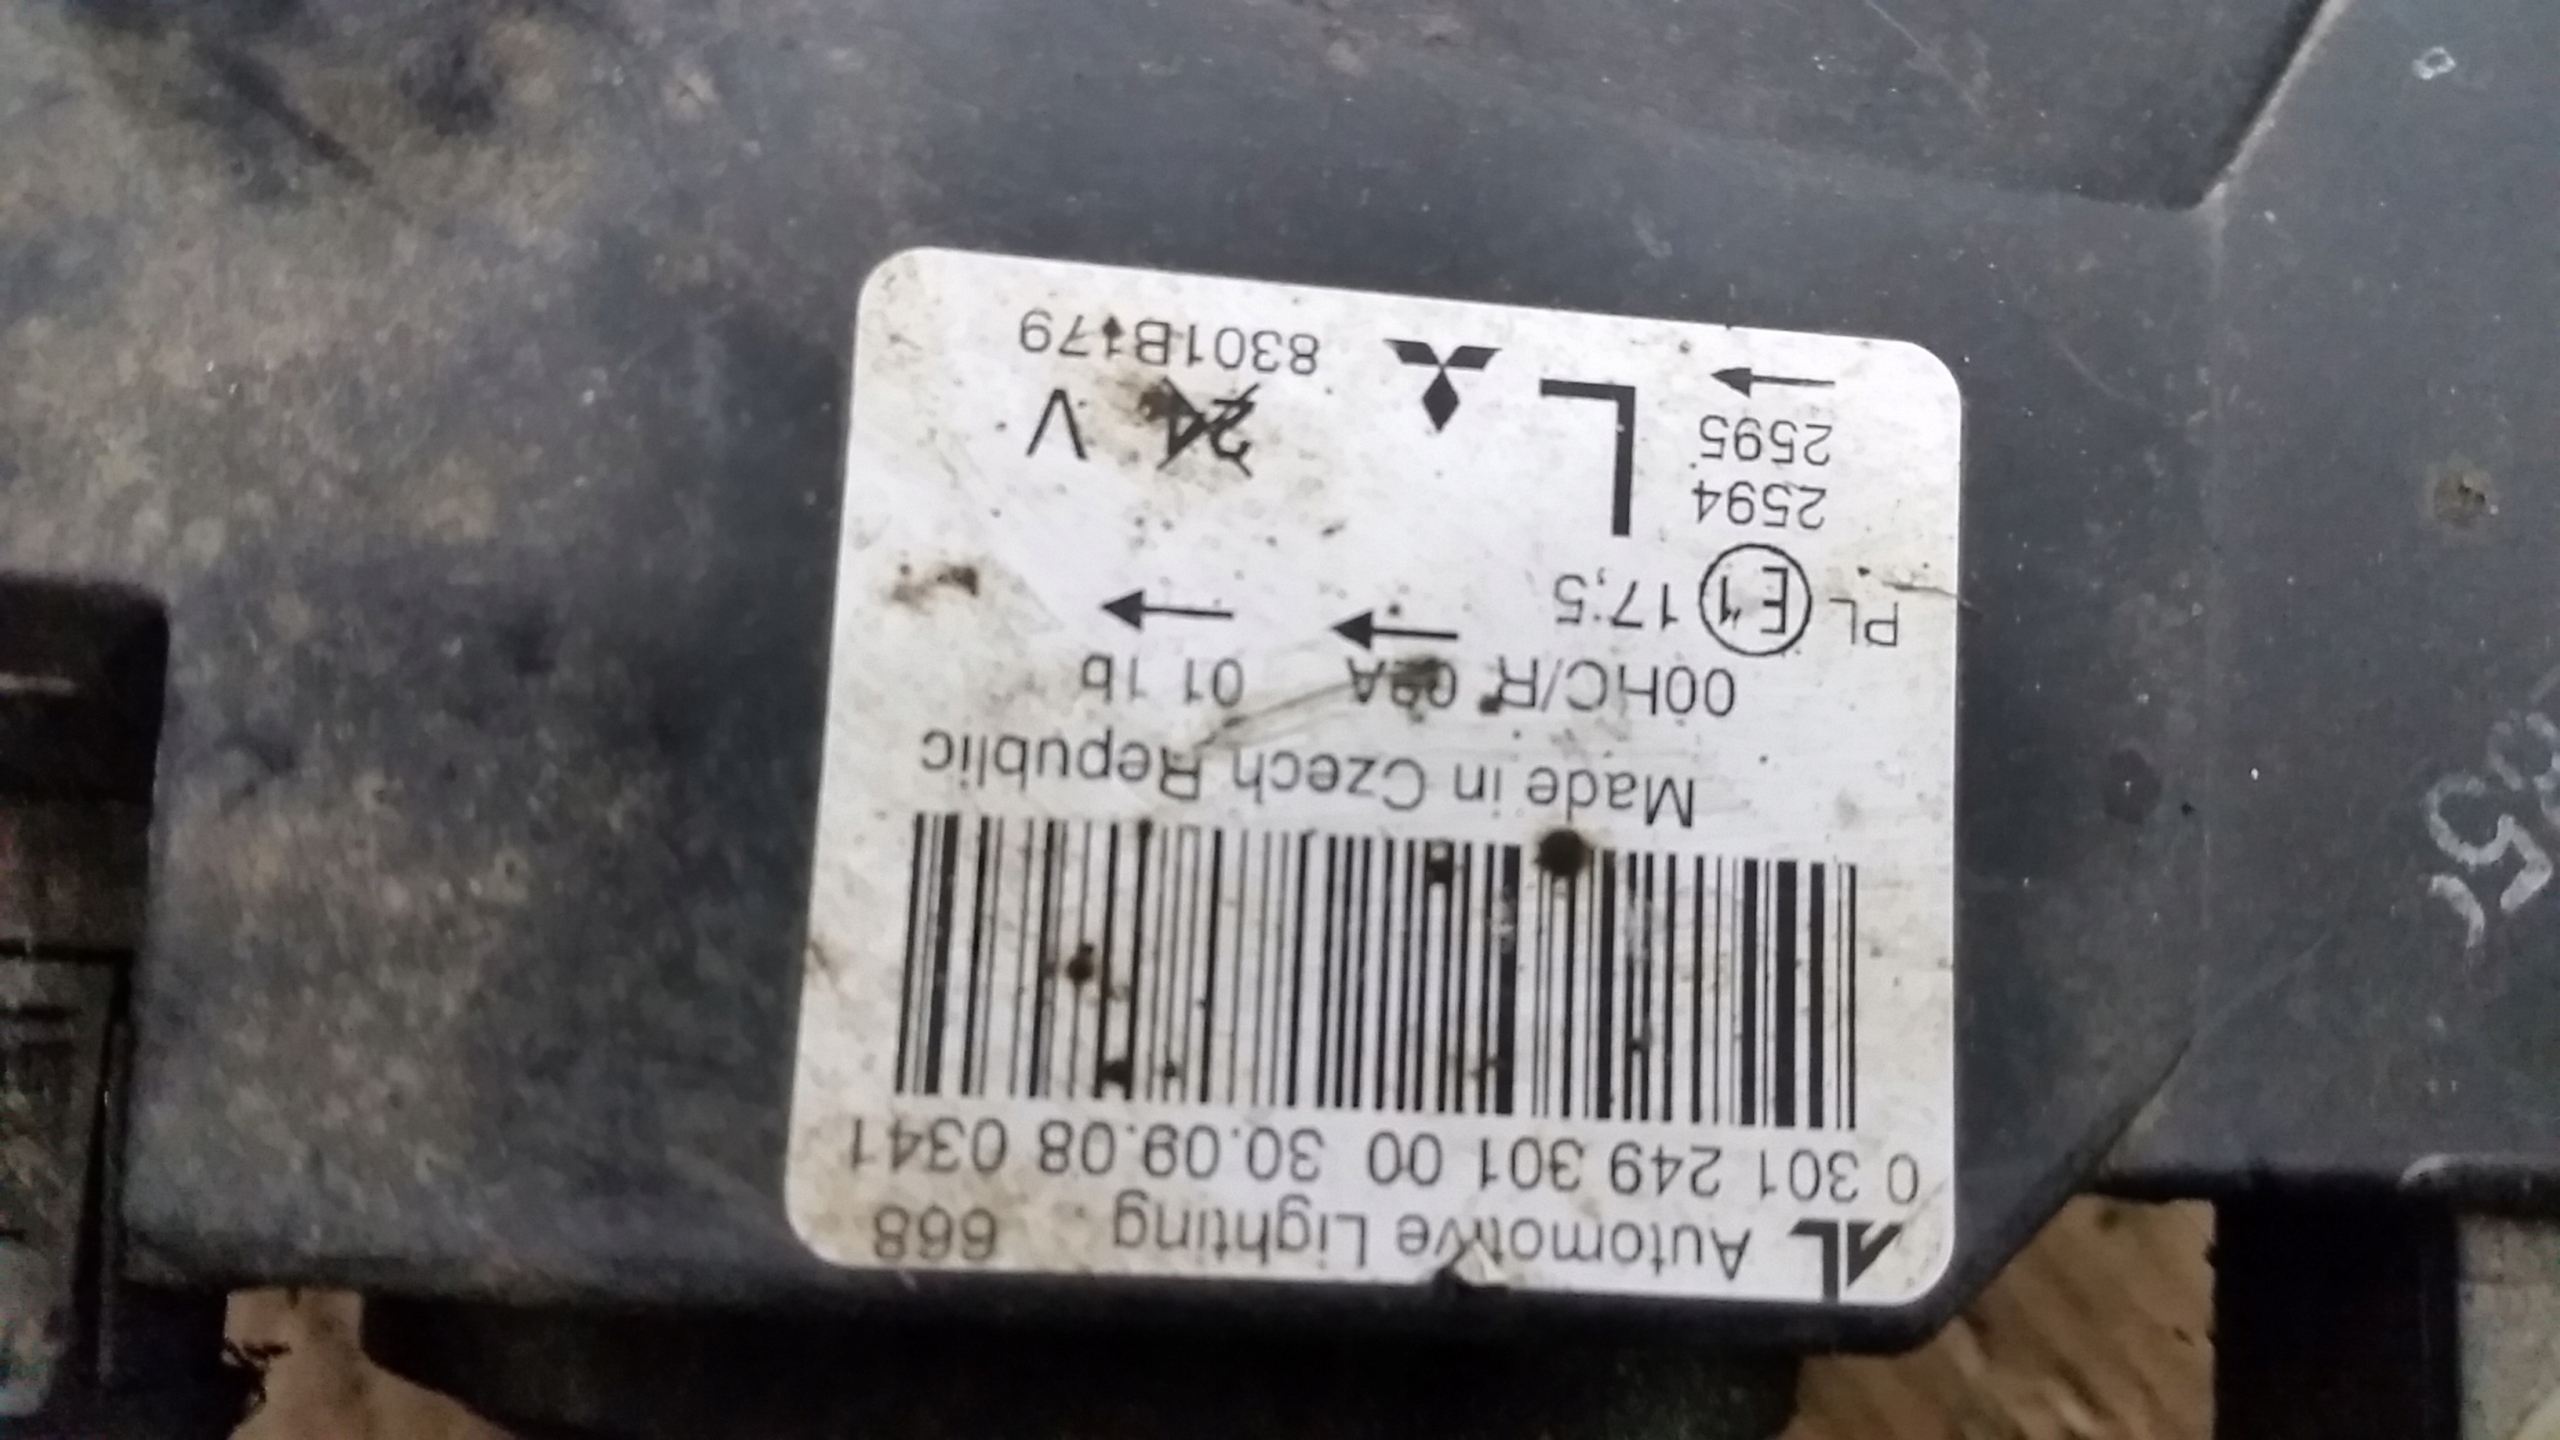 AL Automotive Lighting 668
0 301 249 301 00 30.09.08 0341
Made in Czech Republic
00HC/R 02A 01 1b
PL E1 17,5
2594
2595 L V
8301B179